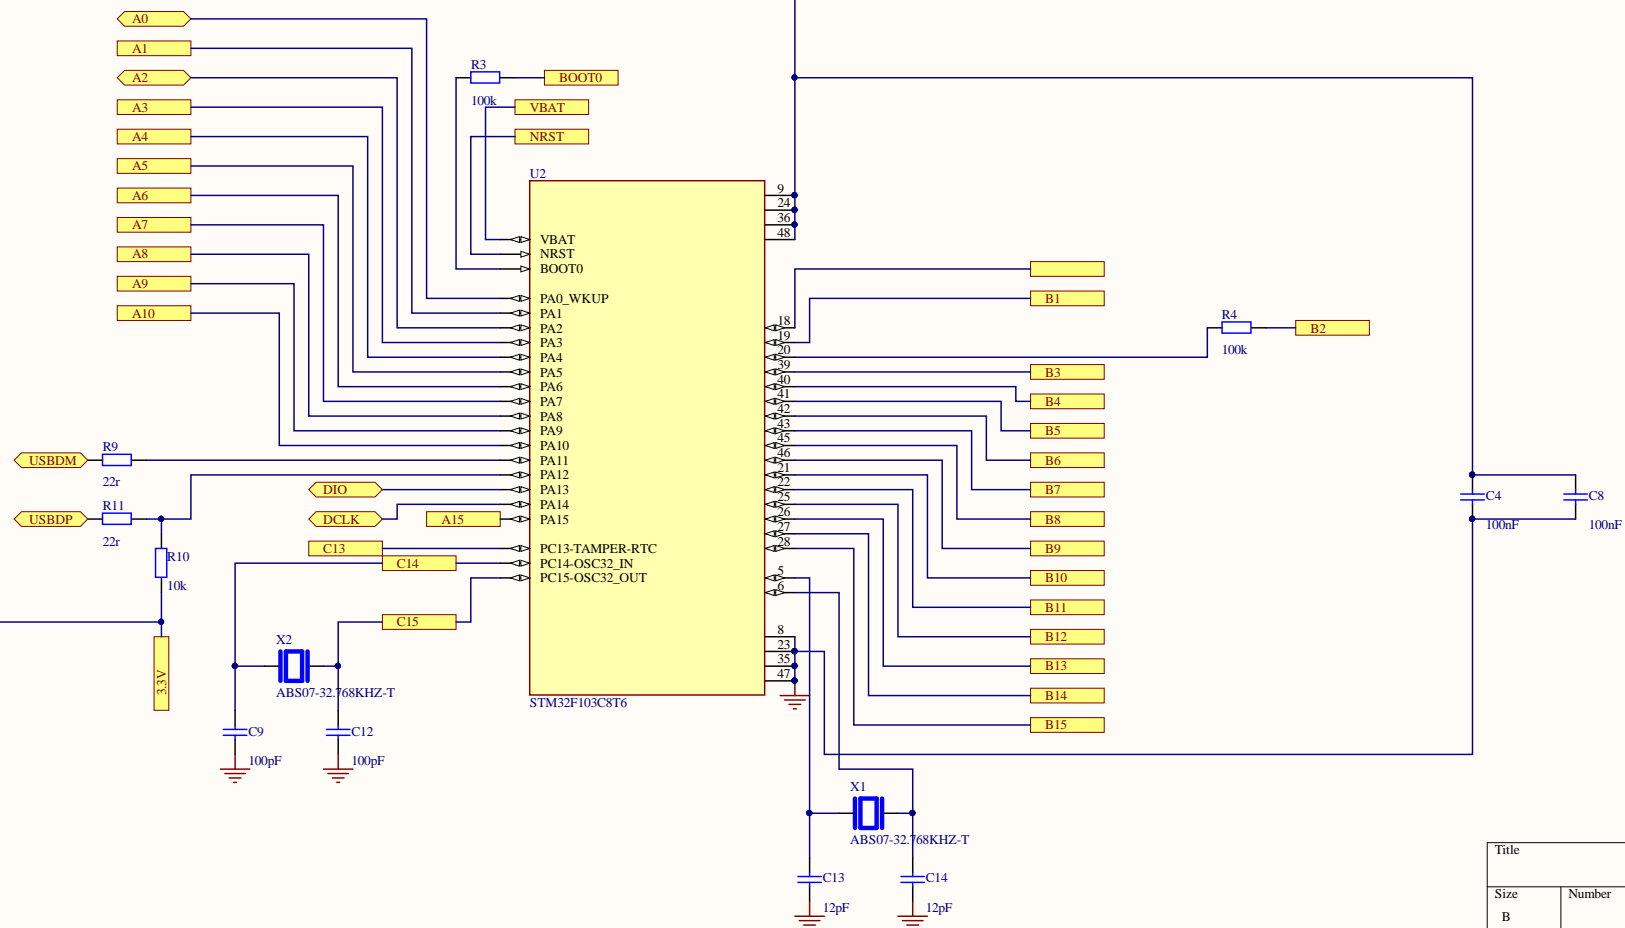 A0
A1
A2
A3
A4
A5
A6
A7
A8
A9
A10
R3
100k
BOOT0
VBAT
NRST
U2
VBAT
NRST
BOOT0
PA0_WKUP
PA1
PA2
PA3
PA4
PA5
PA6
PA7
PA8
PA9
PA10
PA11
PA12
PA13
PA14
PA15
PC13-TAMPER-RTC
PC14-OSC32_IN
PC15-OSC32_OUT
STM32F103C8T6
9
24
36
48
18
19
20
39
40
41
42
43
45
46
21
22
25
26
27
28
5
6
8
23
35
47
B1
R4
100k
B2
B3
B4
B5
B6
B7
B8
B9
B10
B11
B12
B13
B14
B15
C4
100nF
C8
100nF
USBDM
R9
22r
USBDP
R11
22r
R10
10k
3.3V
DIO
DCLK
A15
C13
C14
C15
X2
ABS07-32.768KHZ-T
C9
100pF
C12
100pF
X1
ABS07-32.768KHZ-T
C13
12pF
C14
12pF
Title
Size
Number
B